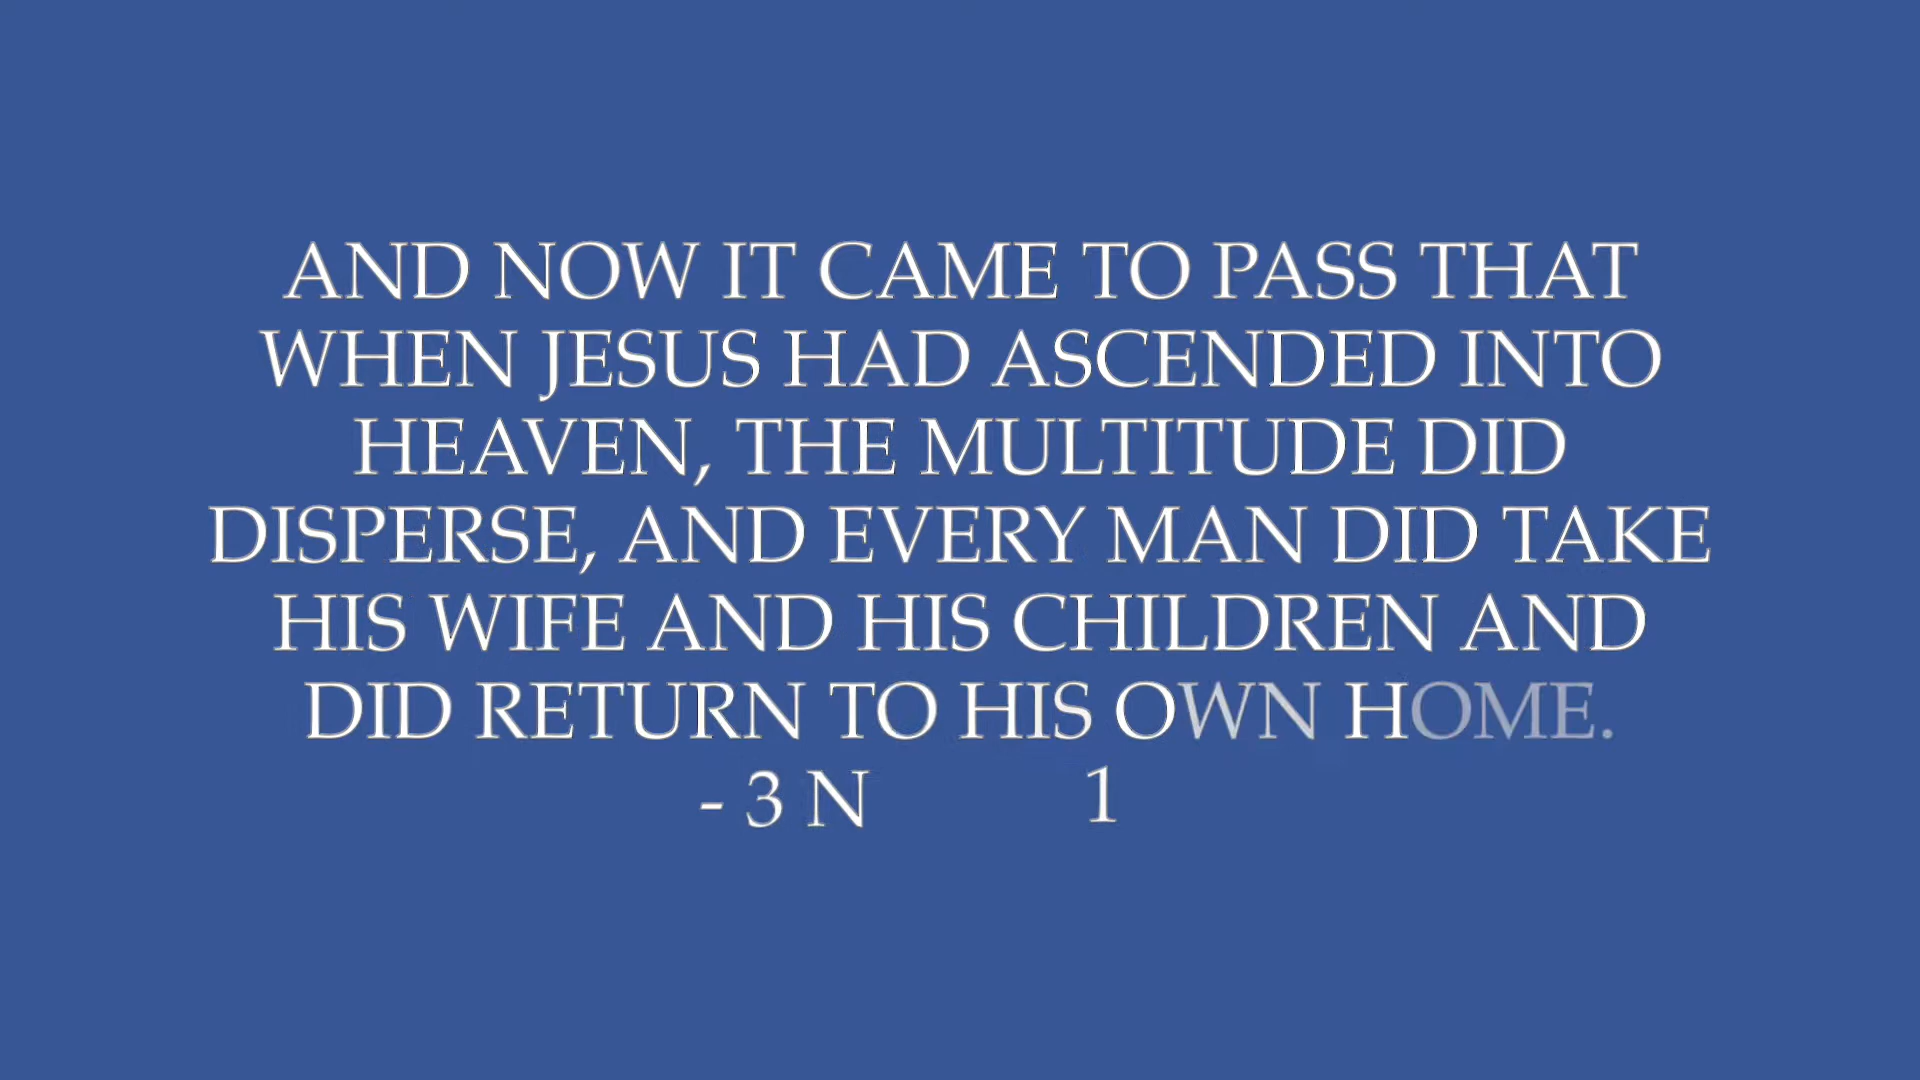 AND NOW IT CAME TO PASS THAT
WHEN JESUS HAD ASCENDED INTO
HEAVEN, THE MULTITUDE DID
DISPERSE, AND EVERY MAN DID TAKE
HIS WIFE AND HIS CHILDREN AND
DID RETURN TO HIS OWN HOME.
- 3 N 1